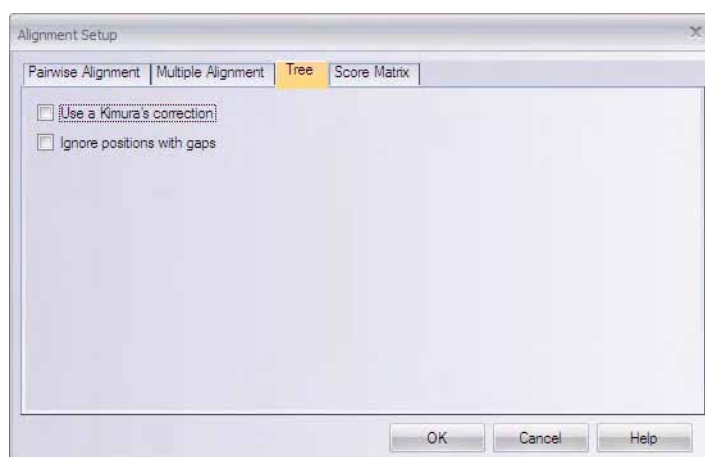 Alignment Setup
Pairwise Alignment Multiple Alignment Tree Score Matrix
Use a Kimura's correction
Ignore positions with gaps
OK Cancel Help